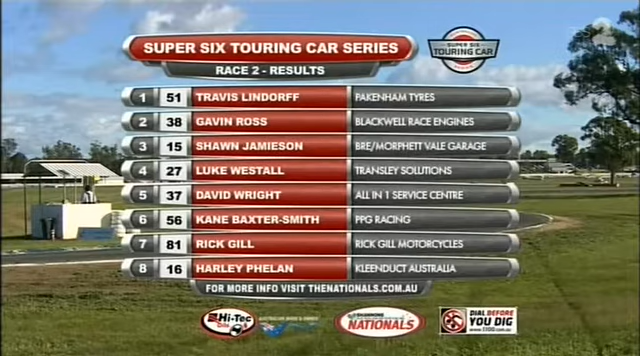 SUPER SIX TOURING CAR SERIES
SUPER SIX
TOURING CAR
RACE 2 - RESULTS
1 51 TRAVIS LINDORFF PAKENHAM TYRES
2 38 GAVIN ROSS BLACKWELL RACE ENGINES
3 15 SHAWN JAMIESON BRE/MORPHETT VALE GARAGE
4 27 LUKE WESTALL TRANSLEY SOLUTIONS
5 37 DAVID WRIGHT ALL IN 1 SERVICE CENTRE
6 56 KANE BAXTER-SMITH PPG RACING
7 81 RICK GILL RICK GILL MOTORCYCLES
8 16 HARLEY PHELAN KLEENDUCT AUSTRALIA
FOR MORE INFO VISIT THENATIONALS.COM.AU
Hi-Tec
Oils
SHANNONS
NATIONALS
DIAL BEFORE
YOU DIG